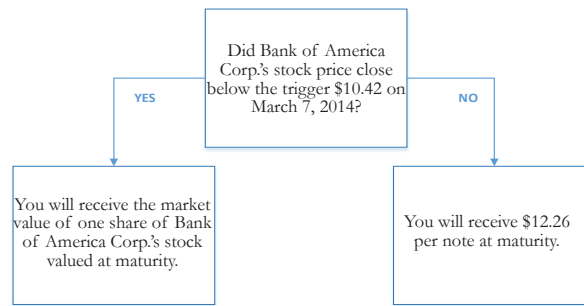 Did Bank of America
Corp.'s stock price close
below the trigger $10.42 on
March 7, 2014?
YES
NO
You will receive the market
value of one share of Bank
of America Corp.'s stock
valued at maturity.
You will receive $12.26
per note at maturity.